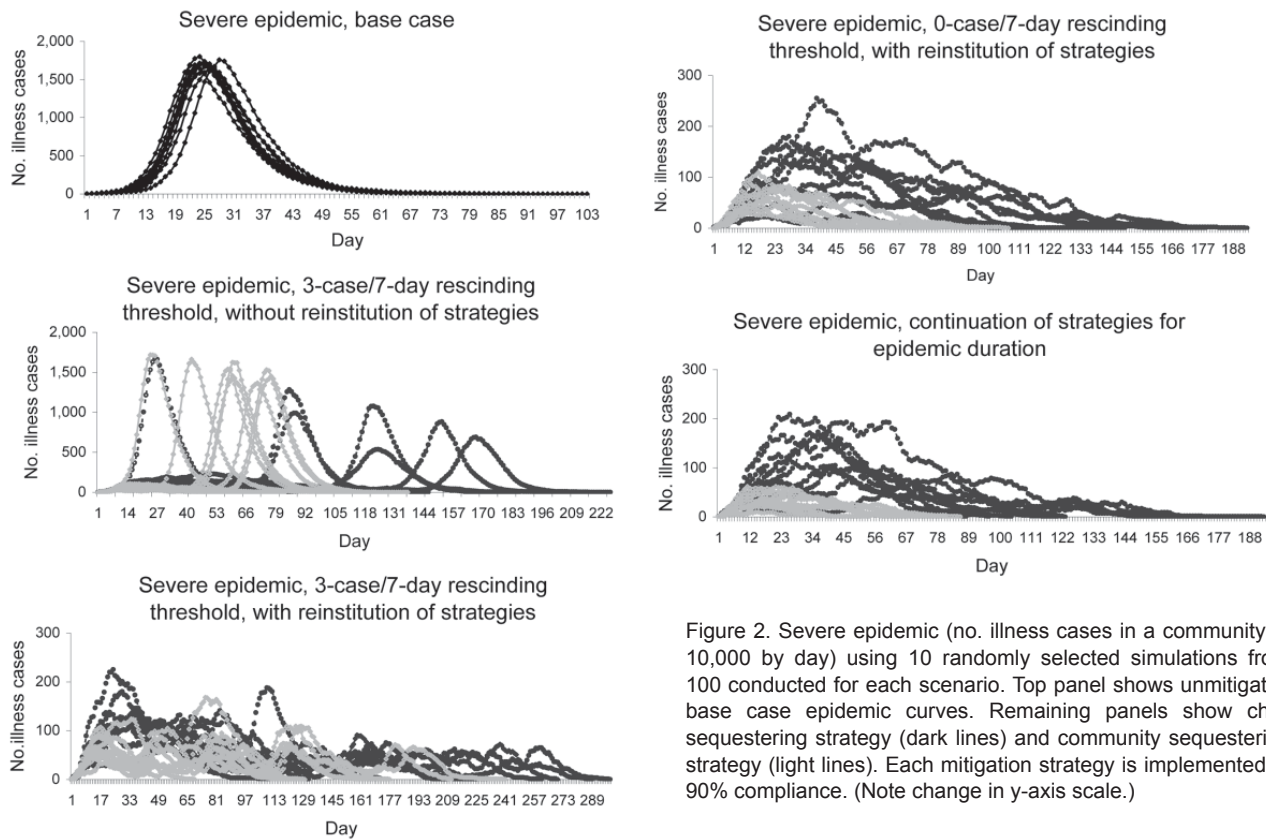 Severe epidemic, base case
No. illness cases
2,000
1,500
1,000
500
0
1 7 13 19 25 31 37 43 49 55 61 67 73 79 85 91 97 103
Day
Severe epidemic, 3-case/7-day rescinding
threshold, without reinstitution of strategies
No. illness cases
2,000
1,500
1,000
500
0
1 14 27 40 53 66 79 92 105 118 131 144 157 170 183 196 209 222
Day
Severe epidemic, 3-case/7-day rescinding
threshold, with reinstitution of strategies
No.illness cases
300
200
100
0
1 17 33 49 65 81 97 113 129 145 161 177 193 209 225 241 257 273 289
Day
Severe epidemic, 0-case/7-day rescinding
threshold, with reinstitution of strategies
No. illness cases
300
200
100
0
1 12 23 34 45 56 67 78 89 100 111 122 133 144 155 166 177 188
Day
Severe epidemic, continuation of strategies for
epidemic duration
No. illness cases
300
200
100
0
1 12 23 34 45 56 67 78 89 100 111 122 133 144 155 166 177 188
Day
Figure 2. Severe epidemic (no. illness cases in a community
10,000 by day) using 10 randomly selected simulations fro
100 conducted for each scenario. Top panel shows unmitigat
base case epidemic curves. Remaining panels show ch
sequestering strategy (dark lines) and community sequesteri
strategy (light lines). Each mitigation strategy is implemented
90% compliance. (Note change in y-axis scale.)